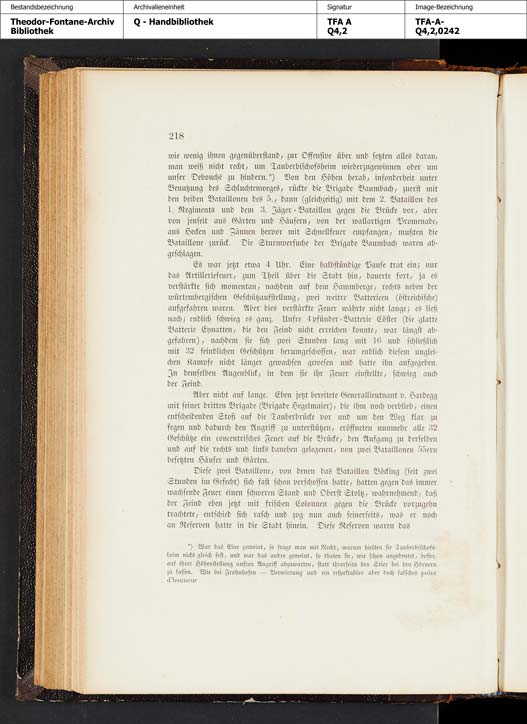 Bestandsbezeichnung
Archivalieneinheit
Signatur
Image-Bezeichnung
Theodor-Fontane-Archiv
Bibliothek
Q - Handbibliothek
TFA A
Q4,2
TFA-A-
Q4,2,0242
218
wie wenig ihnen gegenüberstand, zur Offensive über und setzten alles daran,
man weiß nicht recht, um Tauberbischofsheim wiederzugewinnen oder um
unser Debouché zu hindern.*) Von den Höhen herab, insonderheit unter
Benutzung des Schluchtenweges, rückte die Brigade Baumbach, zuerst mit
den beiden Bataillonen des 5., dann (gleichzeitig) mit dem 2. Bataillon des
1. Regiments und dem 3. Jäger-Bataillon gegen die Brücke vor, aber
von jenseit aus Gärten und Häusern, von der wallartigen Promenade,
aus Hecken und Zäunen hervor mit Schnellfeuer empfangen, mußten die
Bataillone zurück. Die Sturmversuche der Brigade Baumbach waren ab-
geschlagen.
Es war jetzt etwa 4 Uhr. Eine halbstündige Pause trat ein; nur
das Artilleriefeuer, zum Theil über die Stadt hin, dauerte fort, ja es
verstärkte sich momentan, nachdem auf dem Hammberge, rechts neben der
würtembergischen Geschützaufstellung, zwei weitre Batterieen (östreichische)
aufgefahren waren. Aber dies verstärkte Feuer währte nicht lange; es ließ
nach; endlich schwieg es ganz. Unsre 4pfünder-Batterie Cöster (die glatte
Batterie Eynatten, die den Feind nicht erreichen konnte, war längst ab-
gefahren), nachdem sie sich zwei Stunden lang mit 16 und schließlich
mit 32 feindlichen Geschützen herumgeschossen, war endlich diesem unglei-
chen Kampfe nicht länger gewachsen gewesen und hatte ihn aufgegeben.
In demselben Augenblick, in dem sie ihr Feuer einstellte, schwieg auch
der Feind.
Aber nicht auf lange. Eben jetzt bereitete Generallieutnant v. Hardegg
mit seiner dritten Brigade (Brigade Hegelmaier), die ihm noch verblieb, einen
entscheidenden Stoß auf die Tauberbrücke vor und um den Weg klar zu
fegen und dadurch den Angriff zu unterstützen, eröffneten nunmehr alle 32
Geschütze ein concentrisches Feuer auf die Brücke, den Aufgang zu derselben
und auf die rechts und links daneben gelegenen, von zwei Bataillonen 55ern
besetzten Häuser und Gärten.
Diese zwei Bataillone, von denen das Bataillon Böcking (seit zwei
Stunden im Gefecht) sich fast schon verschossen hatte, hatten gegen das immer
wachsende Feuer einen schweren Stand und Oberst Stoltz, wahrnehmend, daß
der Feind eben jetzt mit frischen Colonnen gegen die Brücke vorzugehn
trachtete, entschied sich rasch und zog nun auch seinerseits, was er noch
an Reserven hatte in die Stadt hinein. Diese Reserven waren das
*) War das Eine gemeint, so fragt man mit Recht, warum hielten sie Tauberbischofs-
heim nicht gleich fest, und war das andre gemeint, so thaten sie, wie schon angedeutet, besser,
auf ihrer Höhenstellung unsren Angriff abzuwarten, statt ihrerseits den Stier bei den Hörnern
zu fassen. Wie bei Frohnhofen — Verwirrung und ein respektables aber doch falsches point
d'honneur